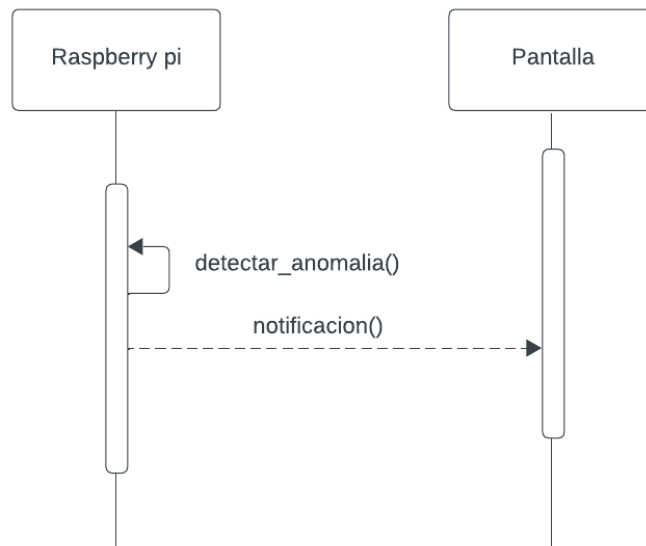 Raspberry pi
Pantalla
detectar_anomalia()
notificacion()